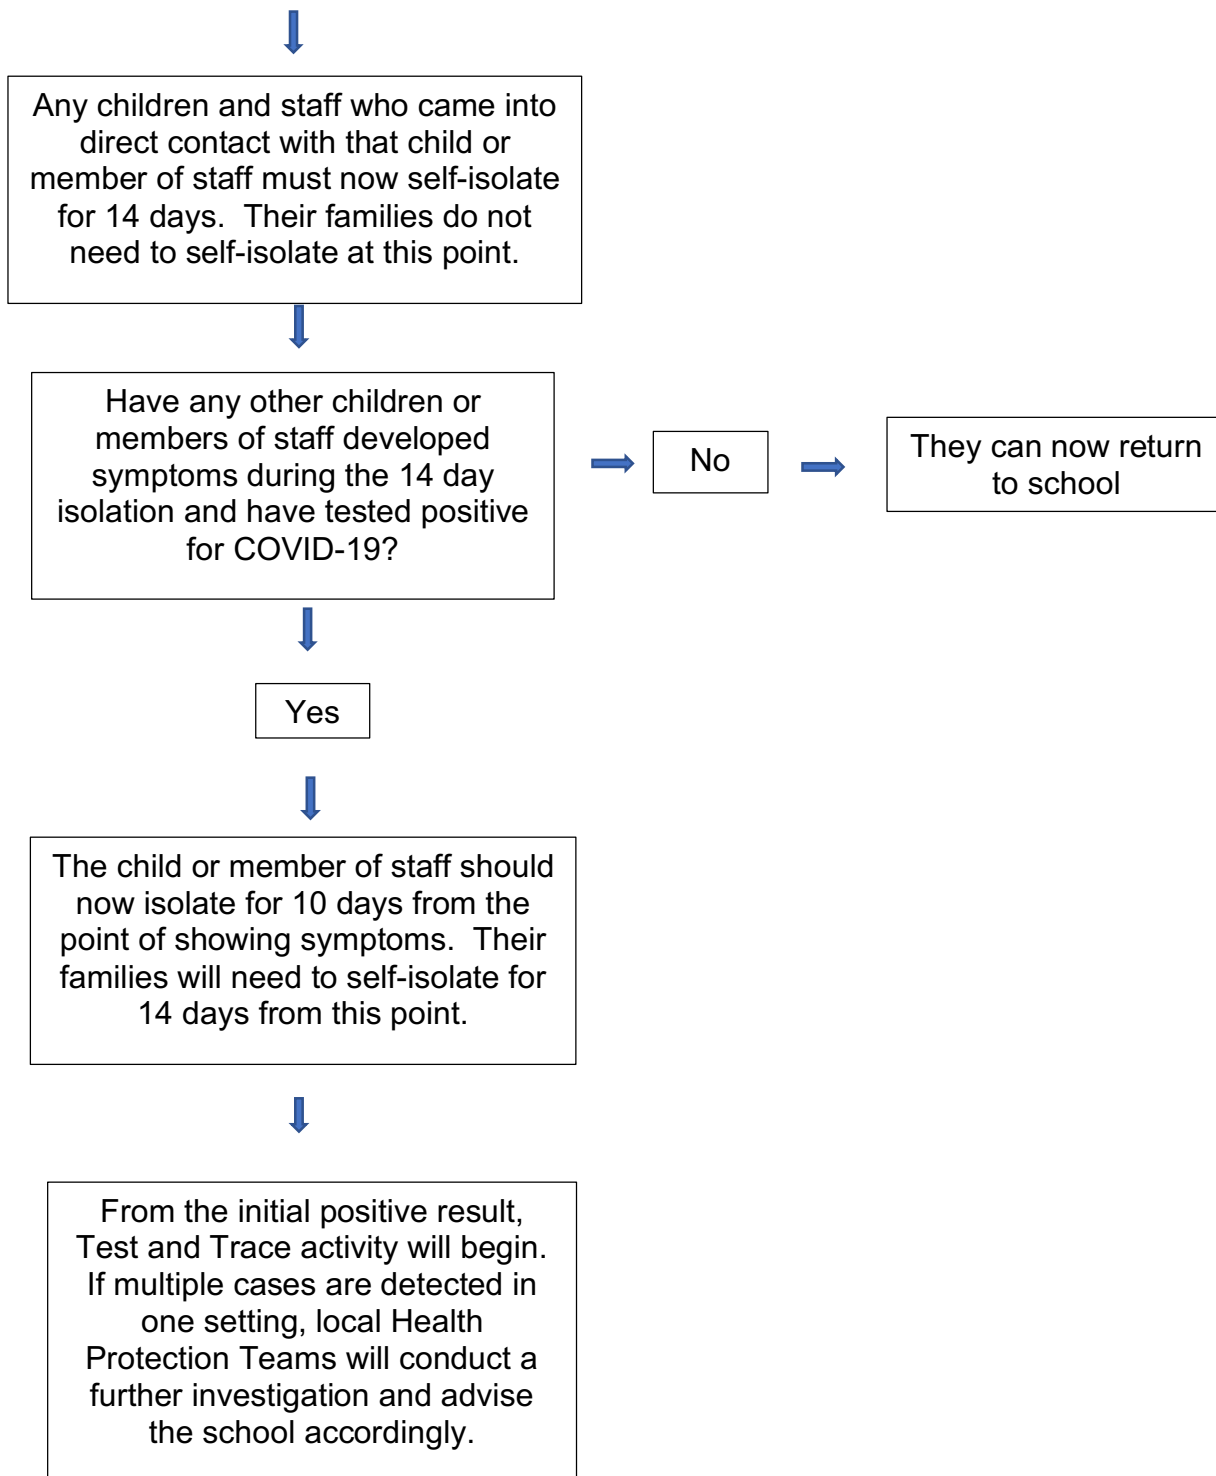 Any children and staff who came into
direct contact with that child or
member of staff must now self-isolate
for 14 days.  Their families do not
need to self-isolate at this point.
Have any other children or
members of staff developed
symptoms during the 14 day
isolation and have tested positive
for COVID-19?
No
They can now return
to school
Yes
The child or member of staff should
now isolate for 10 days from the
point of showing symptoms.  Their
families will need to self-isolate for
14 days from this point.
From the initial positive result,
Test and Trace activity will begin.
If multiple cases are detected in
one setting, local Health
Protection Teams will conduct a
further investigation and advise
the school accordingly.